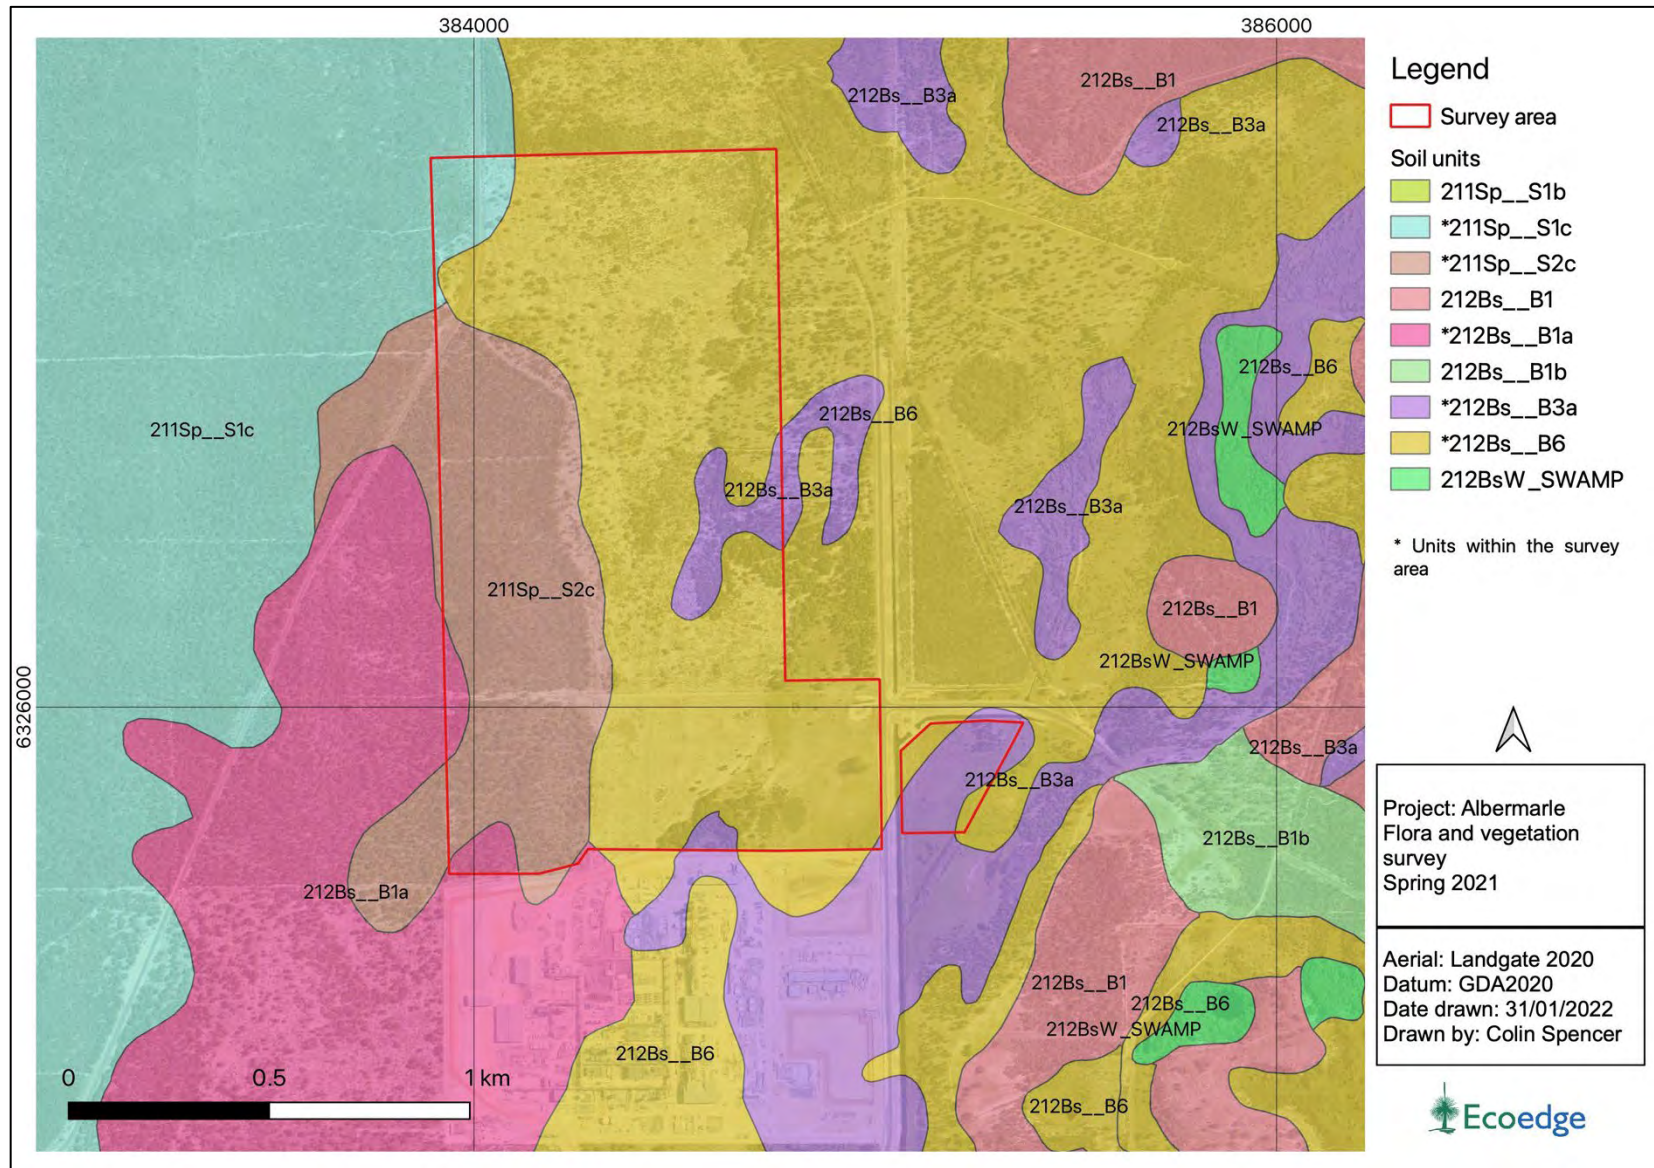 384000
386000
6326000
212Bs__B3a
212Bs__B1
212Bs__B3a
211Sp__S1c
212Bs__B6
212Bs__B6
212BsW_SWAMP
212Bs__B3a
212Bs__B3a
211Sp__S2c
212Bs__B1
212BsW_SWAMP
212Bs__B3a
212Bs__B3a
212Bs__B1b
212Bs__B1a
212Bs__B1
212Bs__B6
212BsW_SWAMP
212Bs__B6
212Bs__B6
0
0.5
1 km
Legend
Survey area
Soil units
211Sp__S1b
*211Sp__S1c
*211Sp__S2c
212Bs__B1
*212Bs__B1a
212Bs__B1b
*212Bs__B3a
*212Bs__B6
212BsW_SWAMP
* Units within the survey
area
Project: Albermarle
Flora and vegetation
survey
Spring 2021
Aerial: Landgate 2020
Datum: GDA2020
Date drawn: 31/01/2022
Drawn by: Colin Spencer
Ecoedge